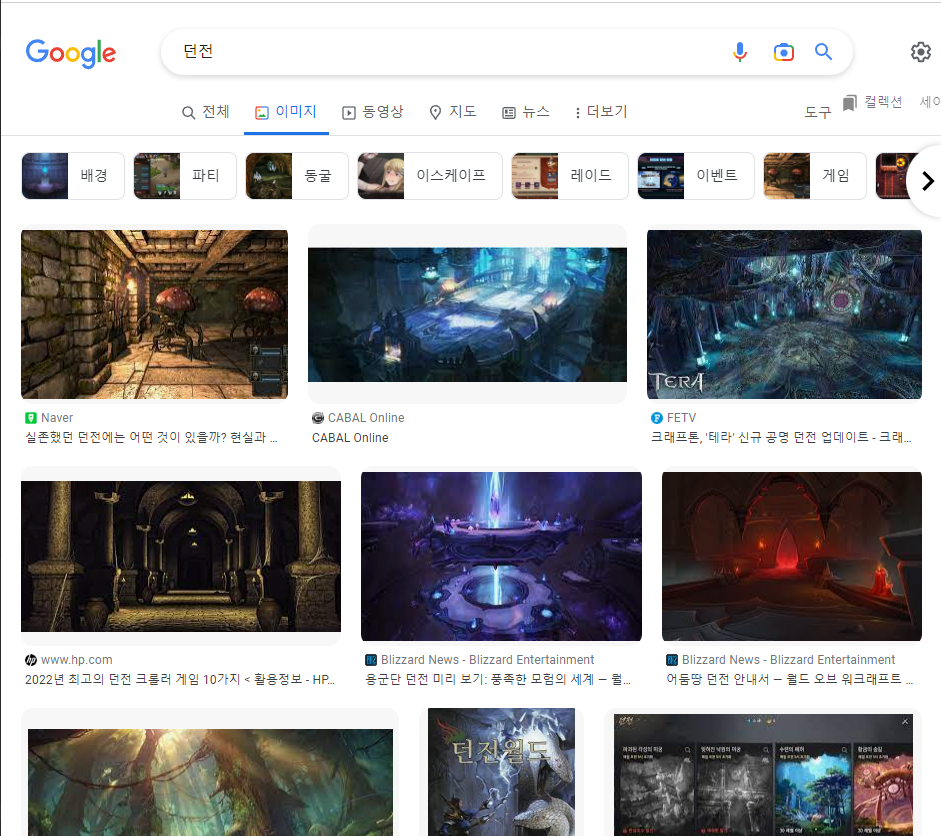 Google
던전
전체
이미지
동영상
지도
뉴스
더보기
도구
컬렉션
세이
배경
파티
동굴
이스케이프
레이드
이벤트
게임
TERA
Naver
CABAL Online
FETV
실존했던 던전에는 어떤 것이 있을까? 현실과 ...
CABAL Online
크래프톤, '테라' 신규 공명 던전 업데이트 - 크래...
www.hp.com
Blizzard News - Blizzard Entertainment
Blizzard News - Blizzard Entertainment
2022년 최고의 던전 크롤러 게임 10가지 < 활용정보 - HP...
용군단 던전 미리 보기: 풍족한 모험의 세계 – 월...
어둠땅 던전 안내서 – 월드 오브 워크래프트 ...
던전월드
던전